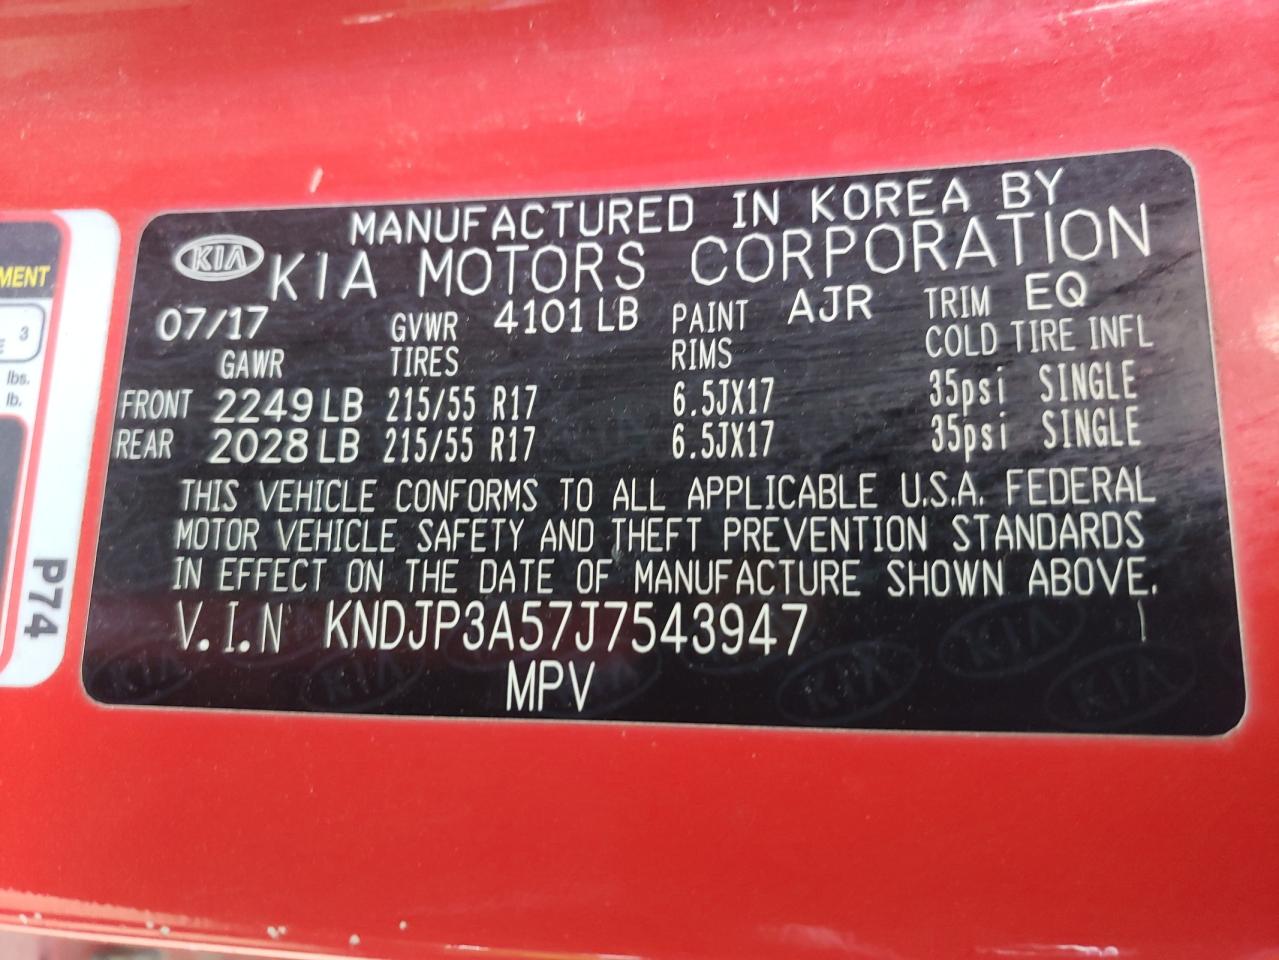 MANUFACTURED IN KOREA BY
KIA KIA MOTORS CORPORATION
07/17 GVWR 4101 LB PAINT AJR TRIM EQ
GAWR TIRES RIMS COLD TIRE INFL
FRONT 2249 LB 215/55 R17 6.5JX17 35psi SINGLE
REAR 2028 LB 215/55 R17 6.5JX17 35psi SINGLE
THIS VEHICLE CONFORMS TO ALL APPLICABLE U.S.A. FEDERAL
MOTOR VEHICLE SAFETY AND THEFT PREVENTION STANDARDS
IN EFFECT ON THE DATE OF MANUFACTURE SHOWN ABOVE.
V.I.N KNDJP3A57J7543947
MPV
MENT
3
lbs.
lb.
P74